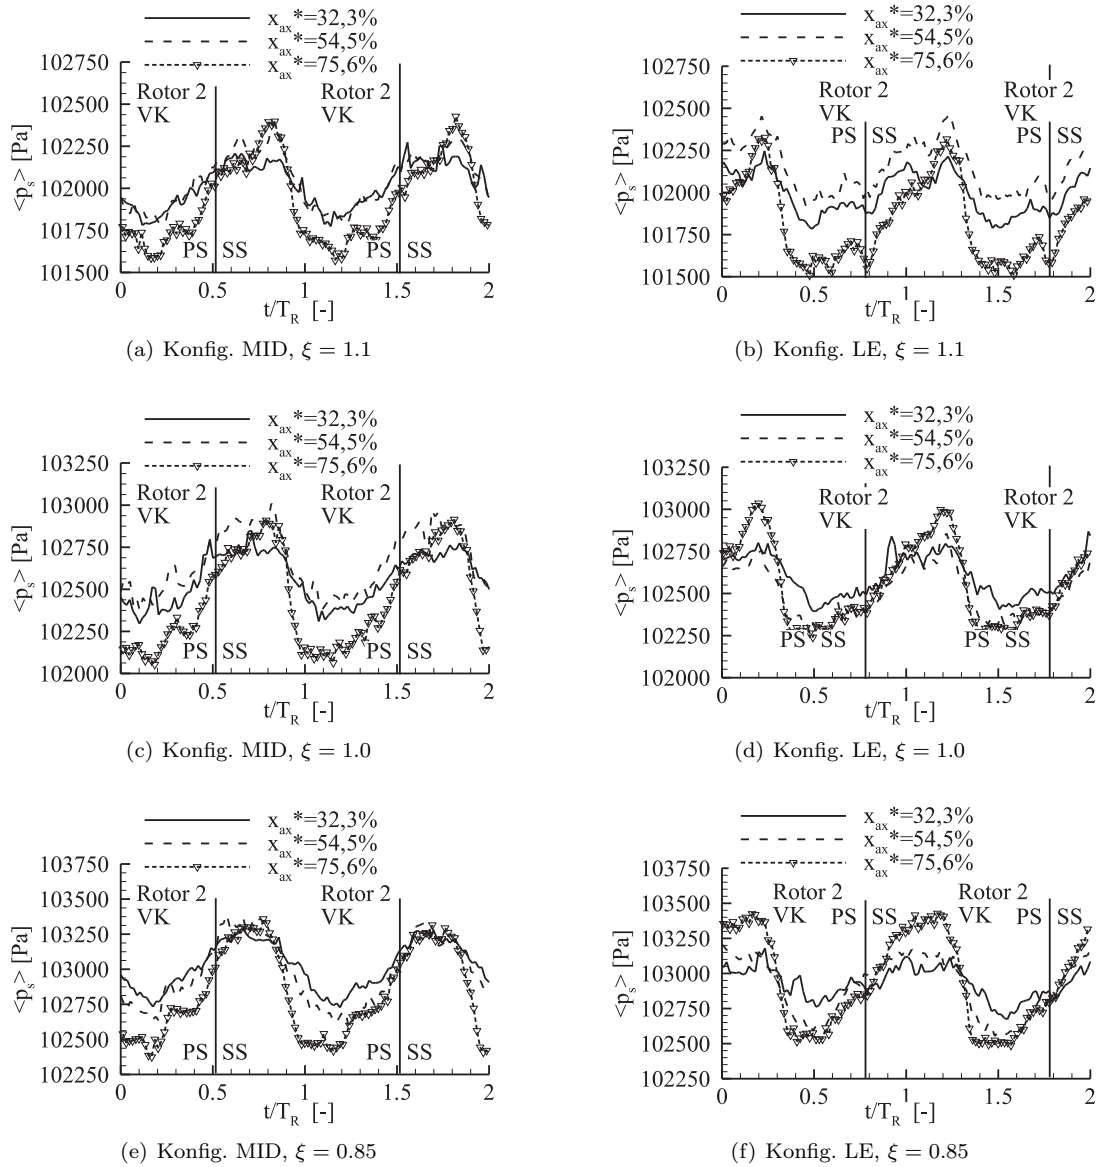 x_ax*=32,3%
x_ax*=54,5%
x_ax*=75,6%
102750
102500
102250
102000
101750
101500
<p_s> [Pa]
Rotor 2
VK
Rotor 2
VK
PS SS
PS SS
0 0.5 1 1.5 2
t/T_R [-]
(a) Konfig. MID, ξ = 1.1
x_ax*=32,3%
x_ax*=54,5%
x_ax*=75,6%
102750
102500
102250
102000
101750
101500
<p_s> [Pa]
Rotor 2
VK
Rotor 2
VK
PS SS
PS SS
0 0.5 1 1.5 2
t/T_R [-]
(b) Konfig. LE, ξ = 1.1
x_ax*=32,3%
x_ax*=54,5%
x_ax*=75,6%
103250
103000
102750
102500
102250
102000
<p_s> [Pa]
Rotor 2
VK
Rotor 2
VK
PS SS
PS SS
0 0.5 1 1.5 2
t/T_R [-]
(c) Konfig. MID, ξ = 1.0
x_ax*=32,3%
x_ax*=54,5%
x_ax*=75,6%
103250
103000
102750
102500
102250
102000
<p_s> [Pa]
Rotor 2
VK
Rotor 2
VK
PS SS
PS SS
0 0.5 1 1.5 2
t/T_R [-]
(d) Konfig. LE, ξ = 1.0
x_ax*=32,3%
x_ax*=54,5%
x_ax*=75,6%
103750
103500
103250
103000
102750
102500
102250
<p_s> [Pa]
Rotor 2
VK
Rotor 2
VK
PS SS
PS SS
0 0.5 1 1.5 2
t/T_R [-]
(e) Konfig. MID, ξ = 0.85
x_ax*=32,3%
x_ax*=54,5%
x_ax*=75,6%
103750
103500
103250
103000
102750
102500
102250
<p_s> [Pa]
Rotor 2
VK PS SS
Rotor 2
VK PS SS
0 0.5 1 1.5 2
t/T_R [-]
(f) Konfig. LE, ξ = 0.85